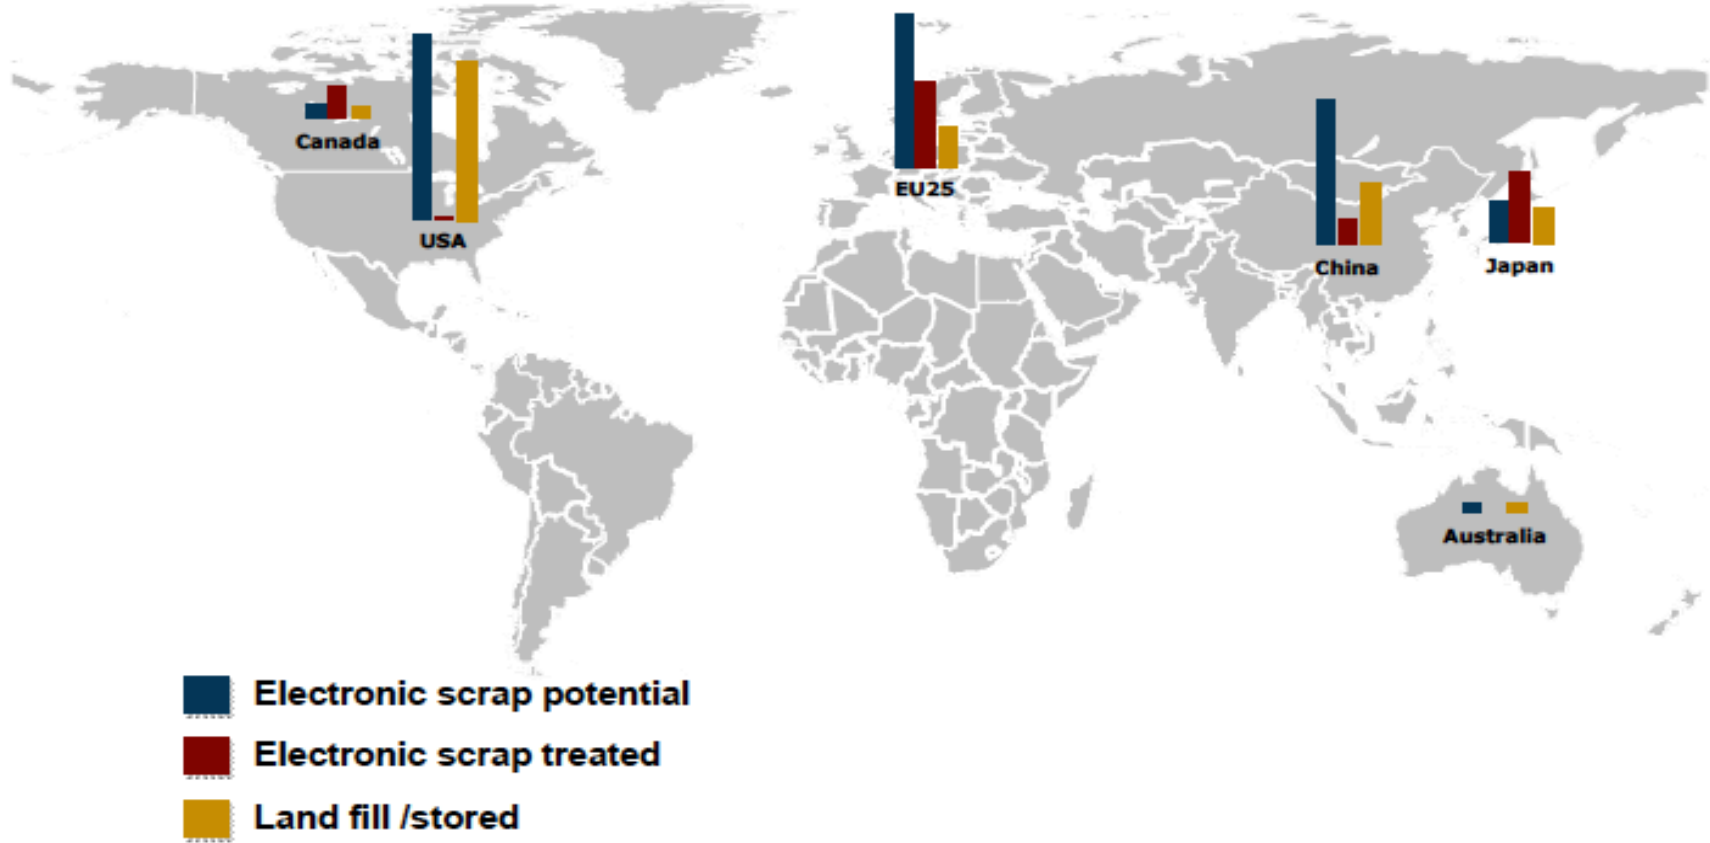 Canada
USA
EU25
China
Japan
Australia
Electronic scrap potential
Electronic scrap treated
Land fill /stored